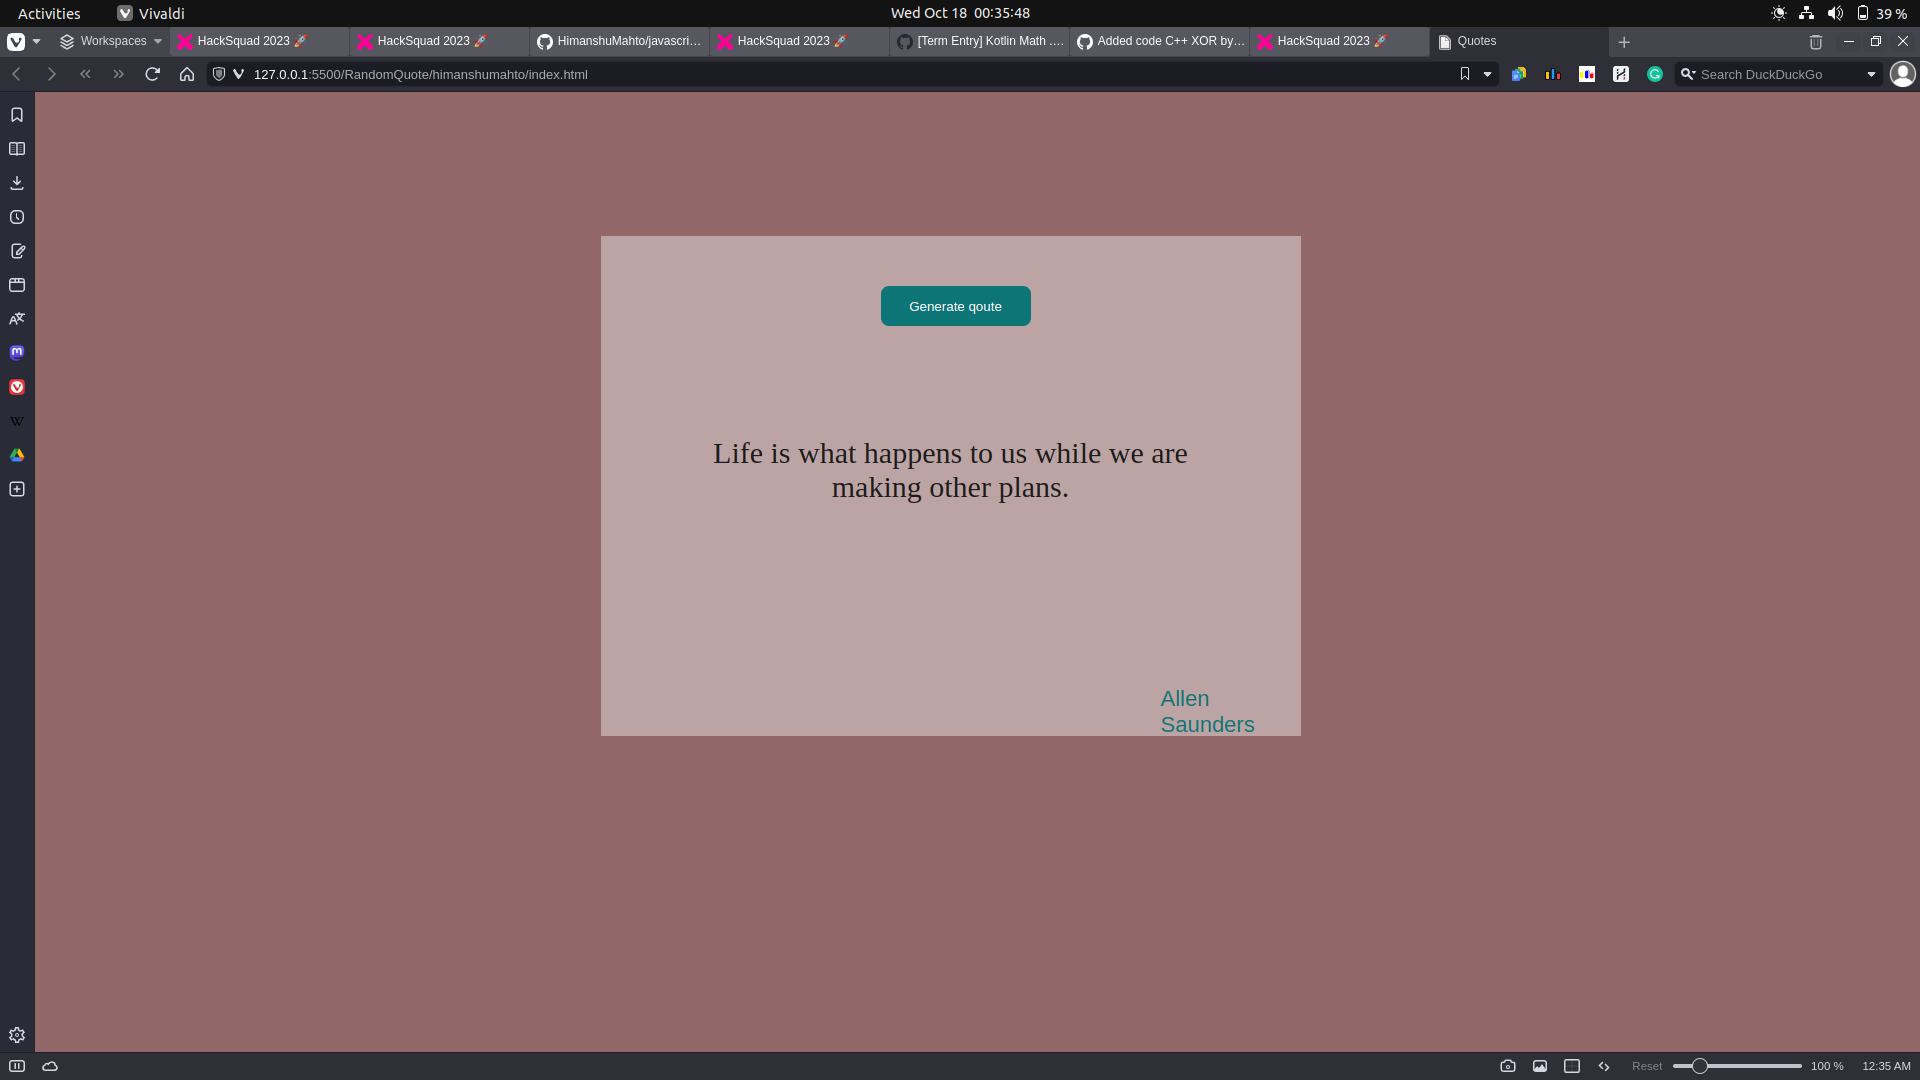 Activities Vivaldi Wed Oct 18 00:35:48 39 %
Workspaces HackSquad 2023 🚀 HackSquad 2023 🚀 HimanshuMahto/javascri... HackSquad 2023 🚀 [Term Entry] Kotlin Math .... Added code C++ XOR by... HackSquad 2023 🚀 Quotes
127.0.0.1:5500/RandomQuote/himanshumahto/index.html Search DuckDuckGo
Generate qoute
Life is what happens to us while we are
making other plans.
Allen
Saunders
Reset 100 % 12:35 AM